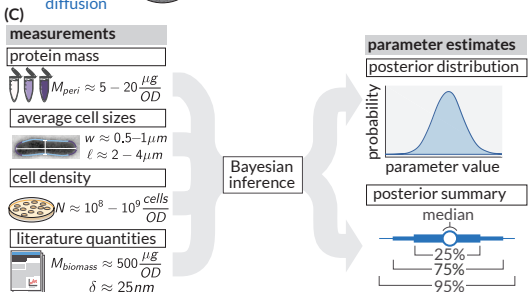 diffusion
(C)
measurements
protein mass
M_peri ≈ 5 − 20 μg/OD
average cell sizes
w ≈ 0.5–1μm
ℓ ≈ 2 − 4μm
cell density
N ≈ 10^8 − 10^9 cells/OD
literature quantities
M_biomass ≈ 500 μg/OD
δ ≈ 25nm
Bayesian
inference
parameter estimates
posterior distribution
probability
parameter value
posterior summary
median
25%
75%
95%